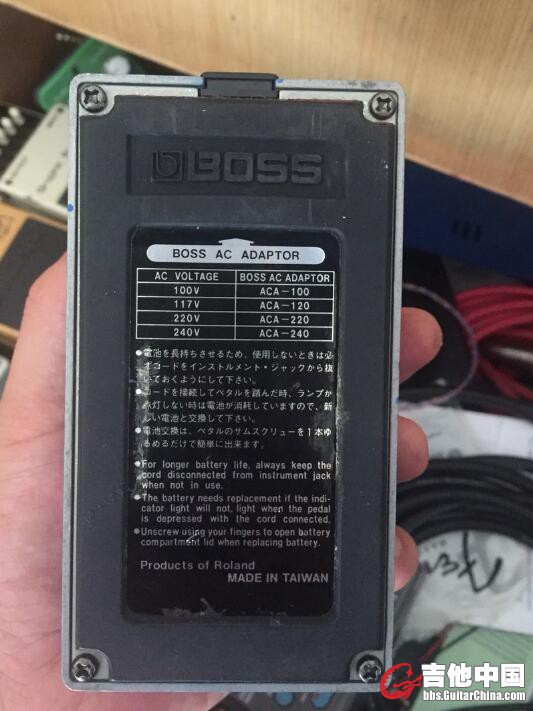 BOSS
BOSS AC ADAPTOR
AC VOLTAGE BOSS AC ADAPTOR
100V ACA-100
117V ACA-120
220V ACA-220
240V ACA-240
●電池を長持ちさせるため、使用しないときは必
ずコードをインストルメント・ジャックから抜
いておくようにして下さい。
●コードを接続してペタルを踏んだ時、ランプが
点灯しない時は電池が消耗していますので、新
しい電池と交換して下さい。
●電池交換は、ペタルのサムスクリューを1本ゆ
るめるだけで簡単に出来ます。
●For longer battery life, always keep the
cord disconnected from instrument jack
when not in use.
●The battery needs replacement if the indi-
cator light will not, light when the pedal
is depressed with the cord connected.
●Unscrew using your fingers to open battery
compartment lid when replacing battery.
Products of Roland
MADE IN TAIWAN
吉他中国
bbs.GuitarChina.com